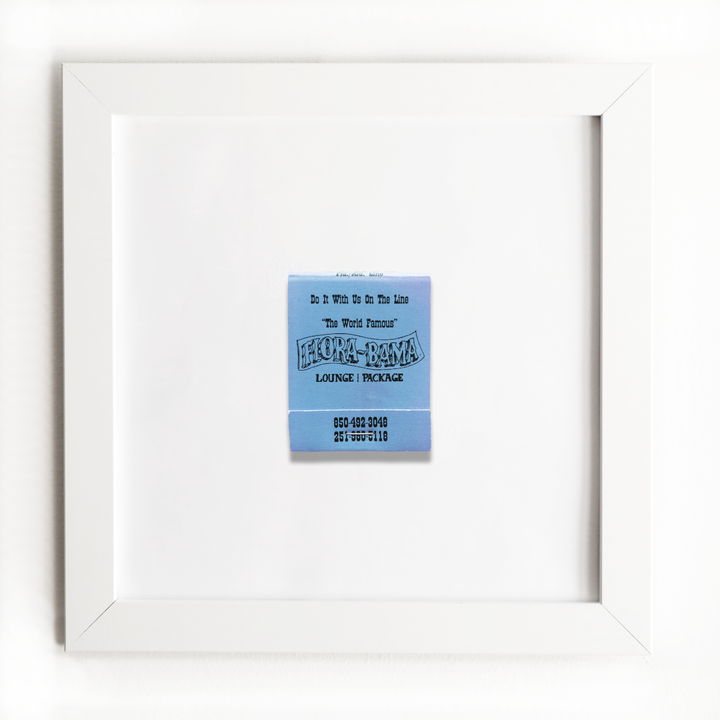 Do It With Us On The Line
"The World Famous"
FLORA-BAMA
LOUNGE | PACKAGE
850-492-3048